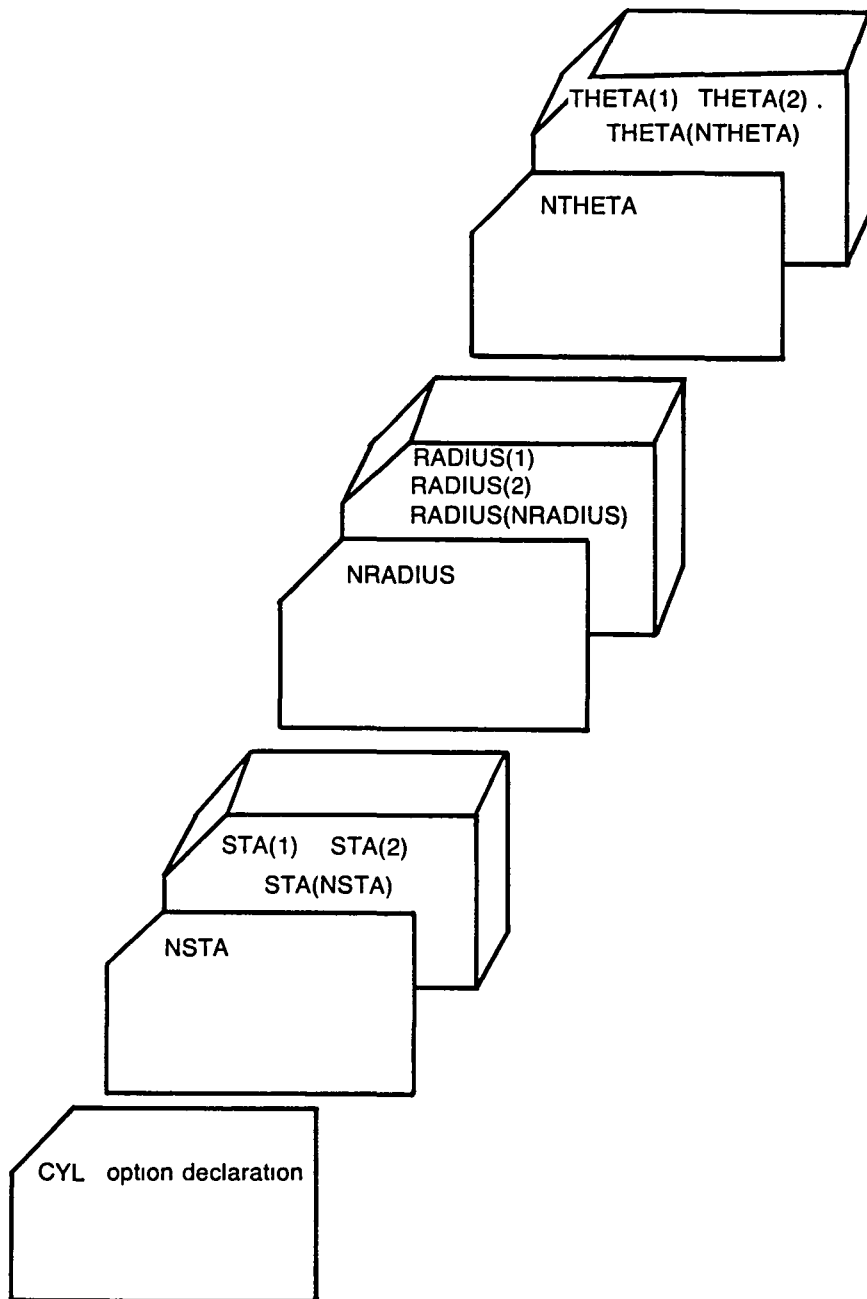 THETA(1) THETA(2) .
THETA(NTHETA)
NTHETA
RADIUS(1)
RADIUS(2)
RADIUS(NRADIUS)
NRADIUS
STA(1) STA(2)
STA(NSTA)
NSTA
CYL option declaration